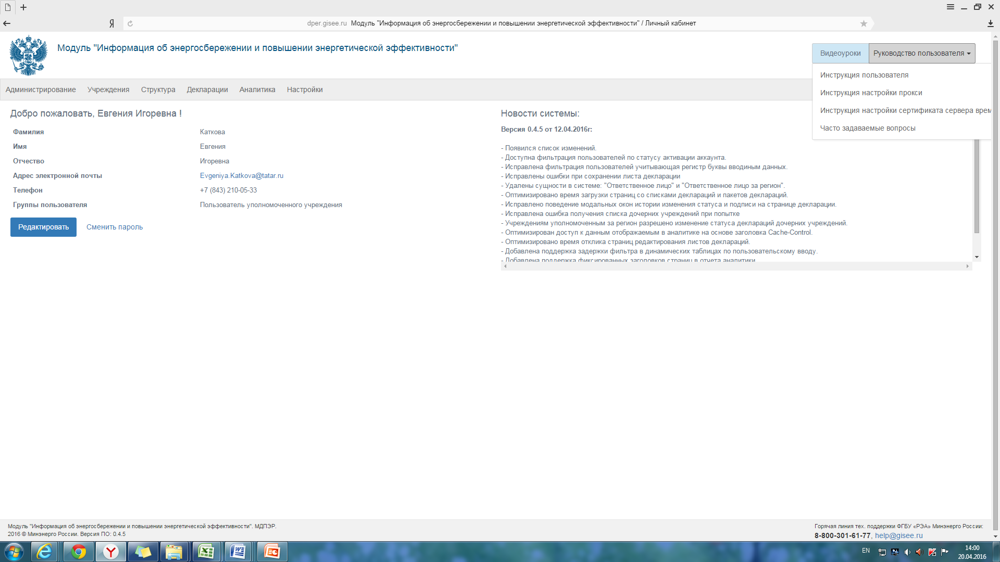 Я
dper.gisee.ru Модуль "Информация об энергосбережении и повышении энергетической эффективности" / Личный кабинет
Модуль "Информация об энергосбережении и повышении энергетической эффективности"
Видеоуроки
Руководство пользователя
Инструкция пользователя
Инструкция настройки прокси
Инструкция настройки сертификата сервера врем
Часто задаваемые вопросы
Администрирование Учреждения Структура Декларации Аналитика Настройки
Добро пожаловать, Евгения Игоревна !
Фамилия Каткова
Имя Евгения
Отчество Игоревна
Адрес электронной почты Evgeniya.Katkova@tatar.ru
Телефон +7 (843) 210-05-33
Группы пользователя Пользователь уполномоченного учреждения
Редактировать Сменить пароль
Новости системы:
Версия 0.4.5 от 12.04.2016г:
- Появился список изменений.
- Доступна фильтрация пользователей по статусу активации аккаунта.
- Исправлена фильтрация пользователей учитывающая регистр буквы вводиным данных.
- Исправлены ошибки при сохранении листа декларации
- Удалены сущности в системе: "Ответственное лицо" и "Ответственное лицо за регион".
- Оптимизировано время загрузки страниц со списками деклараций и пакетов деклараций.
- Исправлено поведение модальных окон истории изменения статуса и подписи на странице декларации.
- Исправлена ошибка получения списка дочерних учреждений при попытке
- Учреждениям уполномоченным за регион разрешено изменение статуса деклараций дочерних учреждений.
- Оптимизирован доступ к данным отображаемым в аналитике на основе заголовка Cache-Control.
- Оптимизировано время отклика страниц редактирования листов деклараций.
- Добавлена поддержка задержки фильтра в динамических таблицах по пользовательскому вводу.
- Добавлена поддержка фиксированных заголовков страниц в отчета аналитики
Модуль "Информация об энергосбережении и повышении энергетической эффективности". МДПЭР.
2016 © Минэнерго России. Версия ПО: 0.4.5
Горячая линия тех. поддержки ФГБУ «РЭА» Минэнерго России:
8-800-301-61-77, help@gisee.ru
EN
14:00
20.04.2016